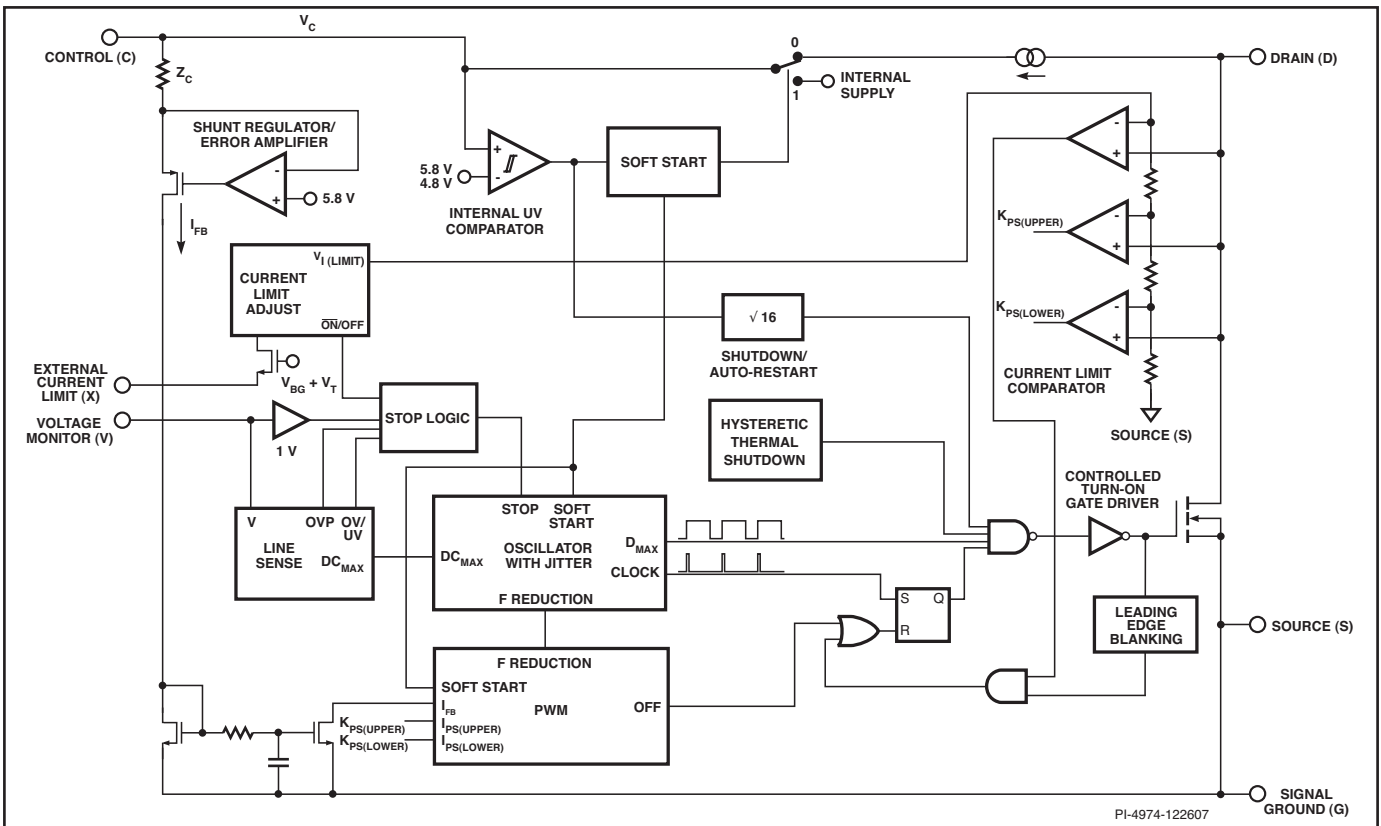 V_C
CONTROL (C)
Z_C
0
1
INTERNAL
SUPPLY
DRAIN (D)
SHUNT REGULATOR/
ERROR AMPLIFIER
-
+
5.8 V
I_FB
+
-
5.8 V
4.8 V
INTERNAL UV
COMPARATOR
SOFT START
-
+
K_PS(UPPER)
-
+
K_PS(LOWER)
-
+
CURRENT LIMIT
COMPARATOR
SOURCE (S)
V_I (LIMIT)
CURRENT
LIMIT
ADJUST
O̅N̅/OFF
V_BG + V_T
√ 16
SHUTDOWN/
AUTO-RESTART
EXTERNAL
CURRENT
LIMIT (X)
VOLTAGE
MONITOR (V)
1 V
STOP LOGIC
HYSTERETIC
THERMAL
SHUTDOWN
CONTROLLED
TURN-ON
GATE DRIVER
V
OVP
OV/
UV
LINE
SENSE
DC_MAX
STOP
SOFT
START
DC_MAX
OSCILLATOR
WITH JITTER
D_MAX
CLOCK
F REDUCTION
S
Q
R
LEADING
EDGE
BLANKING
SOURCE (S)
F REDUCTION
SOFT START
I_FB
PWM
OFF
K_PS(UPPER)
I_PS(UPPER)
K_PS(LOWER)
I_PS(LOWER)
SIGNAL
GROUND (G)
PI-4974-122607